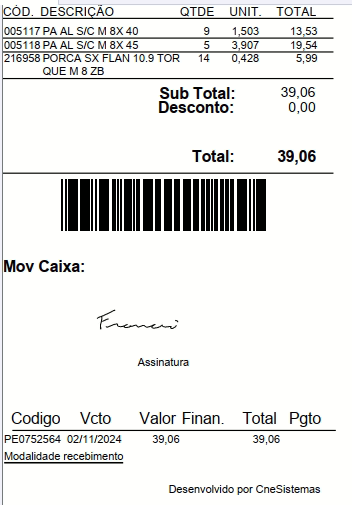 CÓD. DESCRIÇÃO QTDE UNIT. TOTAL
005117 PA AL S/C M 8X 40 9 1,503 13,53
005118 PA AL S/C M 8X 45 5 3,907 19,54
216958 PORCA SX FLAN 10.9 TOR 14 0,428 5,99
QUE M 8 ZB
Sub Total: 39,06
Desconto: 0,00
Total: 39,06
Mov Caixa:
Assinatura
Codigo Vcto Valor Finan. Total Pgto
PE0752564 02/11/2024 39,06 39,06
Modalidade recebimento
Desenvolvido por CneSistemas